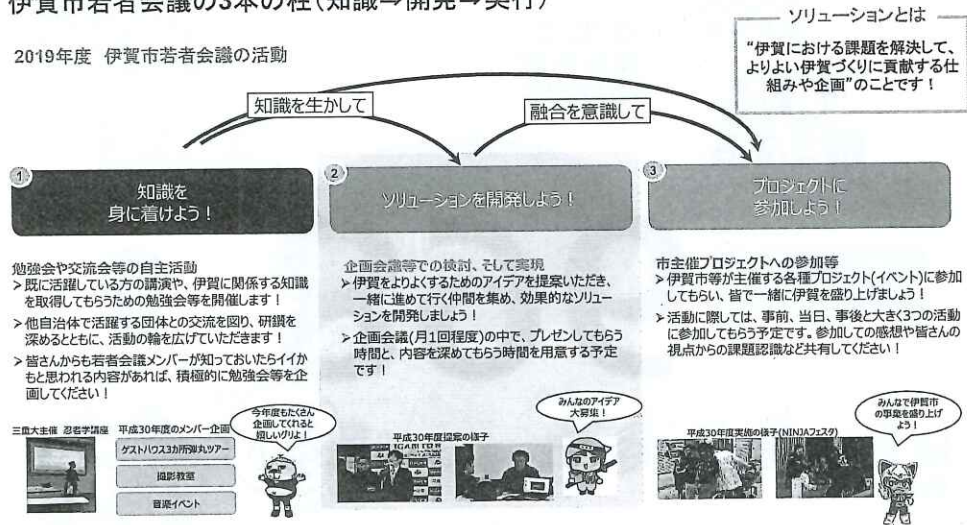 伊賀市若者会議の3本の柱(知識⇒開発⇒実行)
2019年度 伊賀市若者会議の活動
ソリューションとは
"伊賀における課題を解決して、
よりよい伊賀づくりに貢献する仕
組みや企画"のことです!
知識を生かして
融合を意識して
1
知識を
身に着けよう!
勉強会や交流会等の自主活動
➢既に活躍している方の講演や、伊賀に関係する知識
を取得してもらうための勉強会等を開催します!
➢他自治体で活躍する団体との交流を図り、研鑽を
深めるとともに、活動の輪を広げていただきます!
➢皆さんからも若者会議メンバーが知っておいたらイイか
もと思われる内容があれば、積極的に勉強会等を企
画してください!
三重大主催 忍者学講座
平成30年度のメンバー企画
ゲストハウス3カ所弾丸ツアー
撮影教室
音楽イベント
今年度もたくさん
企画してくれると
嬉しいグリよ!
2
ソリューションを開発しよう!
企画会議等での検討、そして実現
➢伊賀をよりよくするためのアイデアを提案いただき、
一緒に進めて行く仲間を集め、効果的なソリュー
ションを開発しましょう!
➢企画会議(月1回程度)の中で、プレゼンしてもらう
時間と、内容を深めてもらう時間を用意する予定
です!
みんなのアイデア
大募集!
平成30年度提案の様子
3
プロジェクトに
参加しよう!
市主催プロジェクトへの参加等
➢伊賀市等が主催する各種プロジェクト(イベント)に参加
してもらい、皆で一緒に伊賀を盛り上げましょう!
➢活動に際しては、事前、当日、事後と大きく3つの活動
に参加してもらう予定です。参加しての感想や皆さんの
視点からの課題認識など共有してください!
みんなで伊賀市
の事業を盛り上げ
よう!
平成30年度実施の様子(NINJAフェスタ)